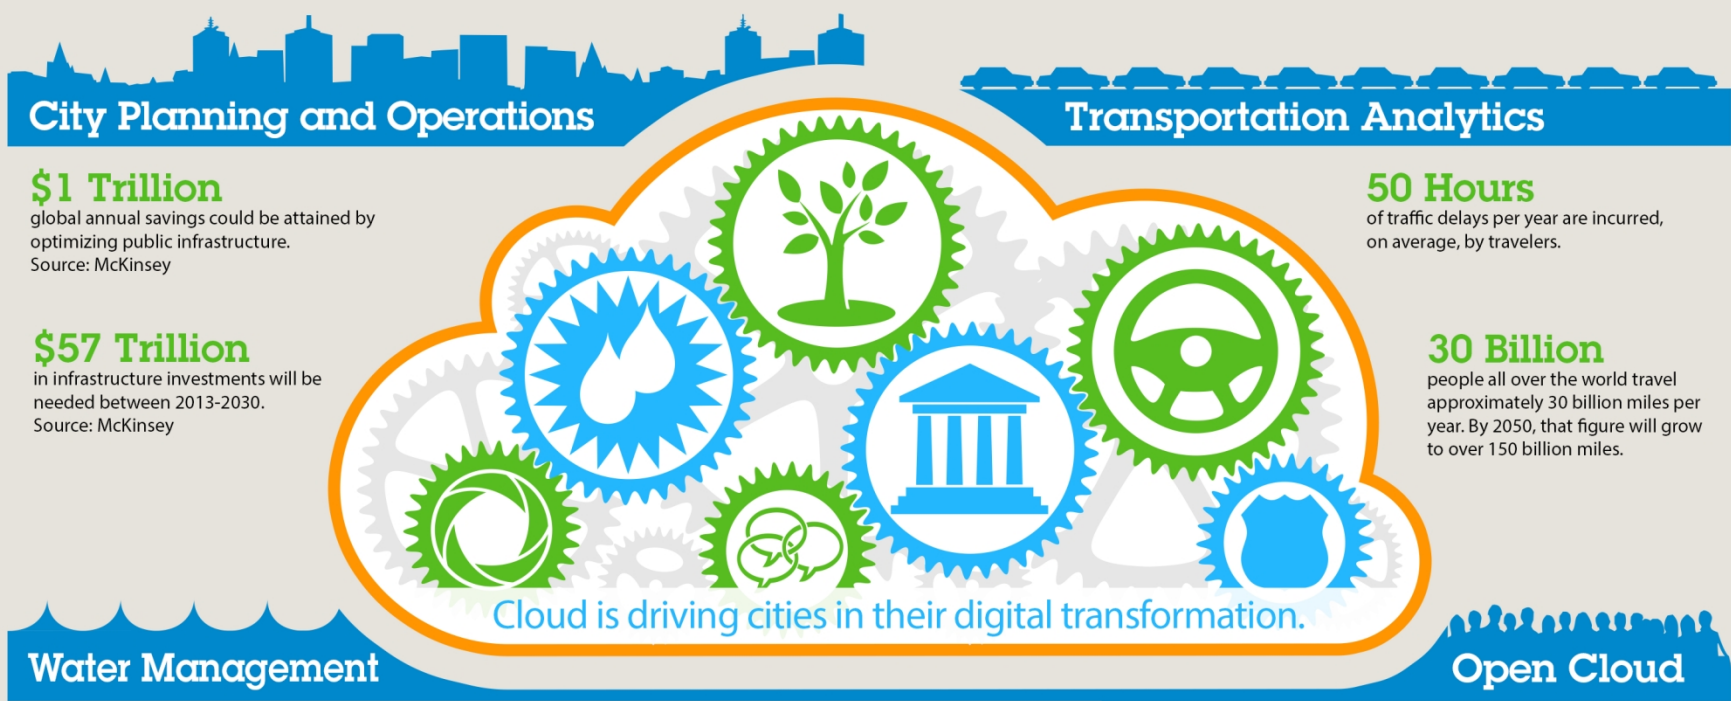 City Planning and Operations
$1 Trillion
global annual savings could be attained by
optimizing public infrastructure.
Source: McKinsey
$57 Trillion
in infrastructure investments will be
needed between 2013-2030.
Source: McKinsey
Transportation Analytics
50 Hours
of traffic delays per year are incurred,
on average, by travelers.
30 Billion
people all over the world travel
approximately 30 billion miles per
year. By 2050, that figure will grow
to over 150 billion miles.
Cloud is driving cities in their digital transformation.
Water Management
Open Cloud